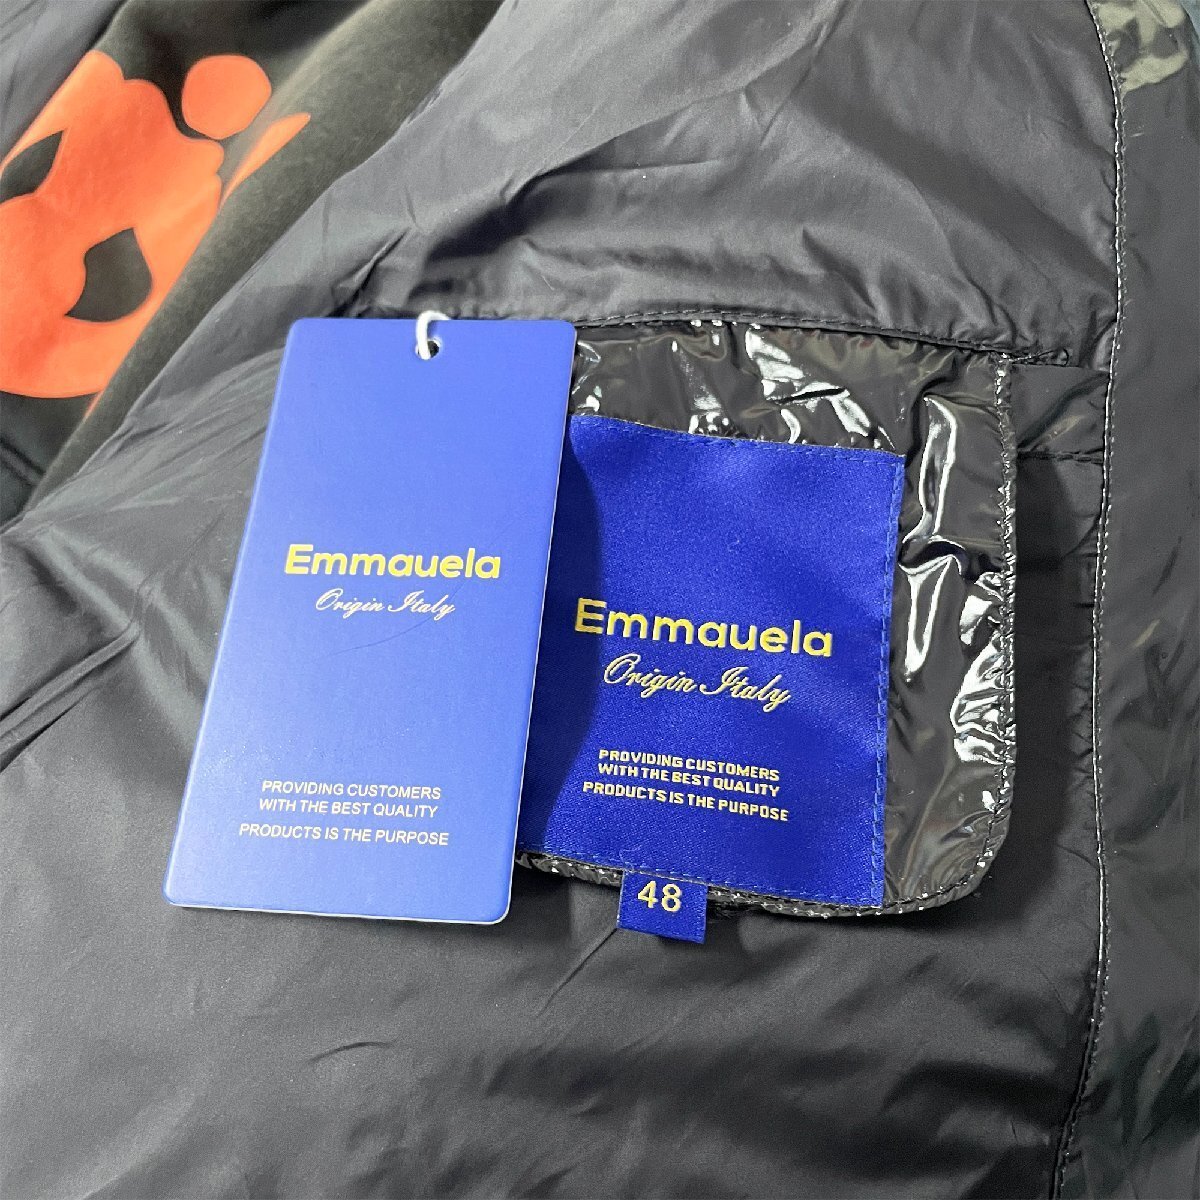 Emmauela
Origin Italy
PROVIDING CUSTOMERS
WITH THE BEST QUALITY
PRODUCTS IS THE PURPOSE
Emmauela
Origin Italy
PROVIDING CUSTOMERS
WITH THE BEST QUALITY
PRODUCTS IS THE PURPOSE
48